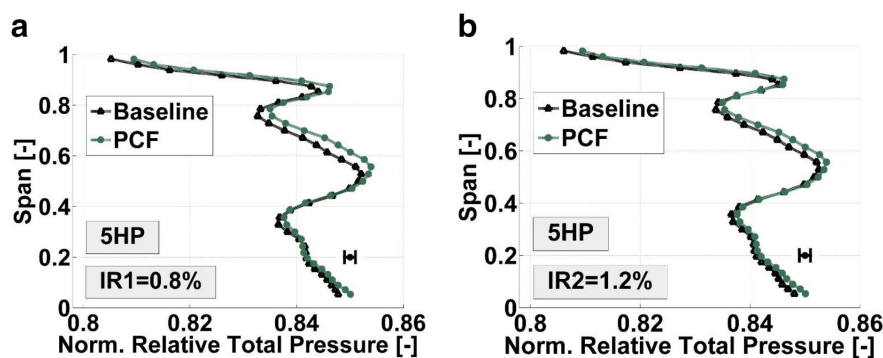 a
1
0.8
0.6
0.4
0.2
0
Span [-]
Baseline
PCF
5HP
IR1=0.8%
0.8 0.82 0.84 0.86
Norm. Relative Total Pressure [-]
b
1
0.8
0.6
0.4
0.2
0
Span [-]
Baseline
PCF
5HP
IR2=1.2%
0.8 0.82 0.84 0.86
Norm. Relative Total Pressure [-]